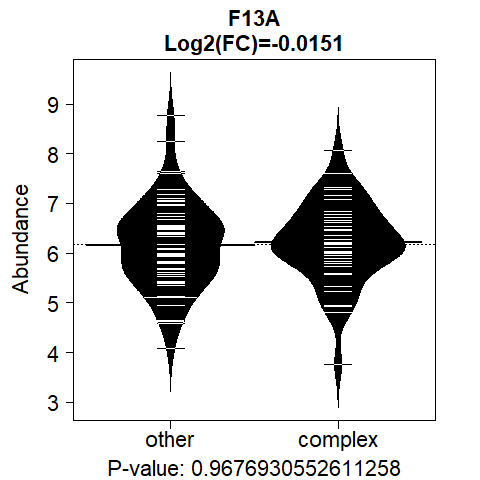 F13A
Log2(FC)=-0.0151
Abundance
9
8
7
6
5
4
3
other complex
P-value: 0.9676930552611258